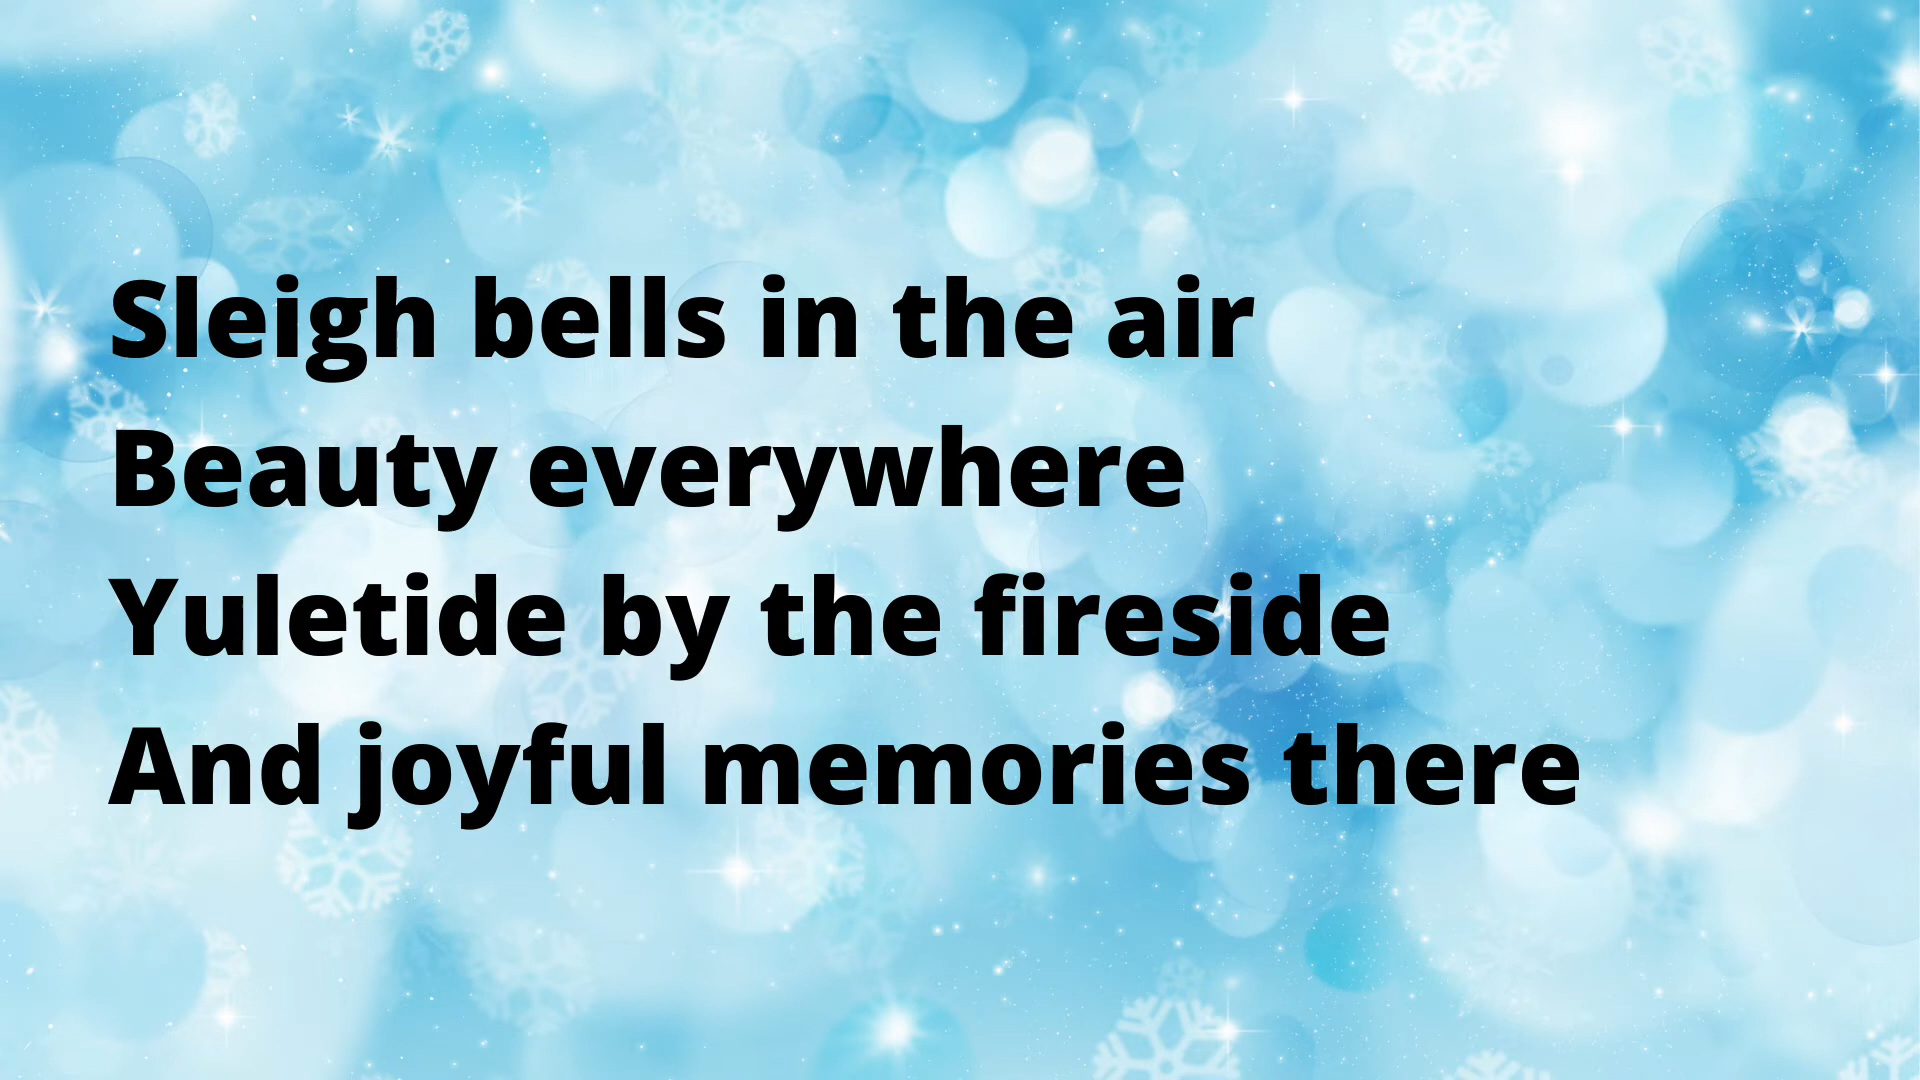 Sleigh bells in the air
Beauty everywhere
Yuletide by the fireside
And joyful memories there